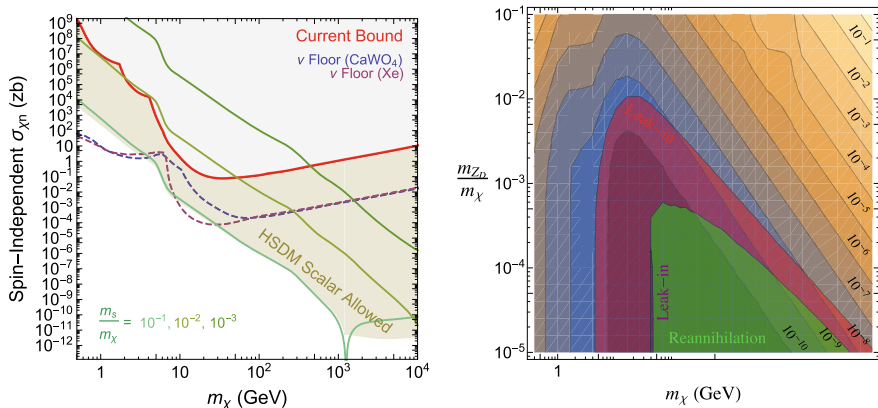 Spin−Independent σχn (zb)
10^9
10^8
10^7
10^6
10^5
10^4
10^3
10^2
10
1
10^-1
10^-2
10^-3
10^-4
10^-5
10^-6
10^-7
10^-8
10^-9
10^-10
10^-11
10^-12
Current Bound
ν Floor (CaWO4)
ν Floor (Xe)
HSDM Scalar Allowed
ms/mχ = 10^-1, 10^-2, 10^-3
1 10 10^2 10^3 10^4
mχ (GeV)
mZD/mχ
10^-1
10^-2
10^-3
10^-4
10^-5
10^-1
10^-2
10^-3
10^-4
10^-5
10^-6
10^-7
10^-8
10^-9
10^-10
Leak−in
Leak−in
Reannihilation
1
mχ (GeV)